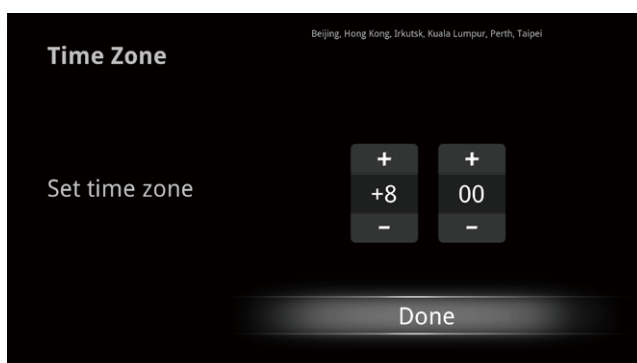 Beijing, Hong Kong, Irkutsk, Kuala Lumpur, Perth, Taipei
Time Zone
+ +
Set time zone +8 00
− −
Done